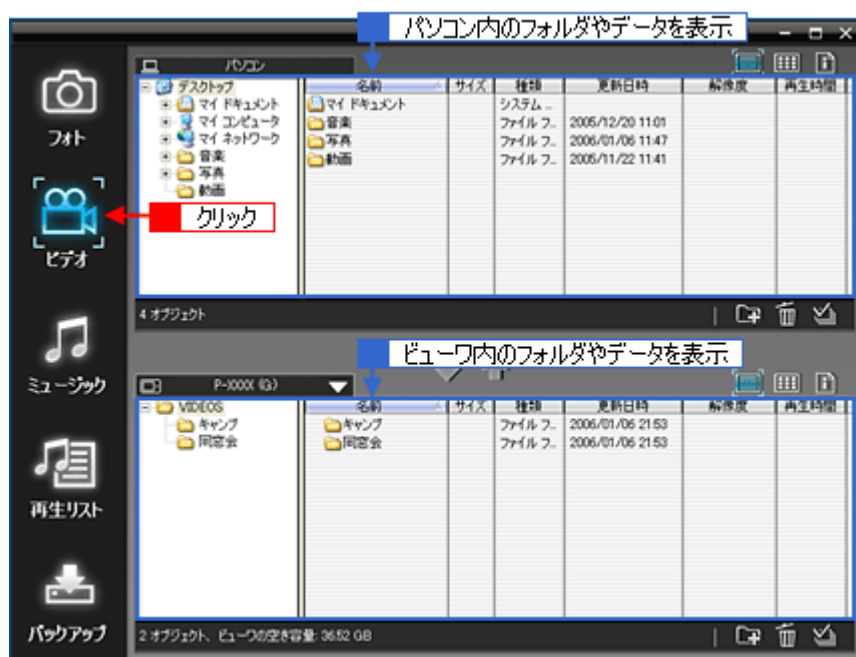 パソコン内のフォルダやデータを表示
パソコン
フォト
ビデオ
ミュージック
再生リスト
バックアップ
デスクトップ
マイ ドキュメント
マイ コンピュータ
マイ ネットワーク
音楽
写真
動画
クリック
名前 サイズ 種類 更新日時 解像度 再生時間
マイ ドキュメント システム ..
音楽 ファイル フ.. 2005/12/20 11:01
写真 ファイル フ.. 2006/01/06 11:47
動画 ファイル フ.. 2005/11/22 11:41
4 オブジェクト
ビューワ内のフォルダやデータを表示
P-XXXX (G:)
VIDEOS
キャンプ
同窓会
名前 サイズ 種類 更新日時 解像度 再生時間
キャンプ ファイル フ.. 2006/01/06 21:53
同窓会 ファイル フ.. 2006/01/06 21:53
2 オブジェクト、ビューワの空き容量: 36.52 GB